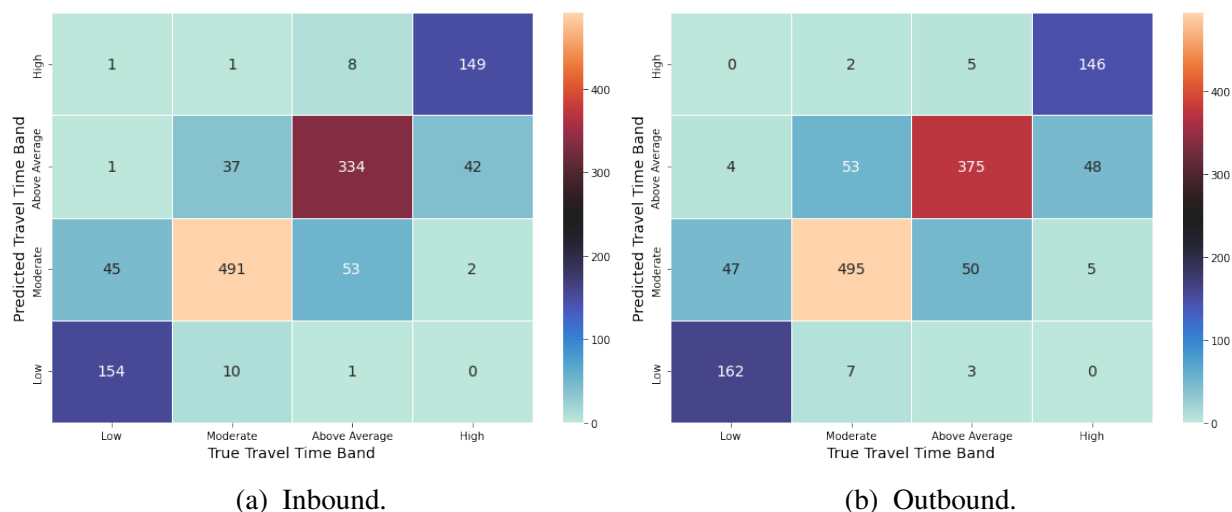 High 1 1 8 149
Above Average 1 37 334 42
Moderate 45 491 53 2
Low 154 10 1 0
Low Moderate Above Average High
True Travel Time Band
Predicted Travel Time Band
400
300
200
100
0
(a) Inbound.
High 0 2 5 146
Above Average 4 53 375 48
Moderate 47 495 50 5
Low 162 7 3 0
Low Moderate Above Average High
True Travel Time Band
Predicted Travel Time Band
400
300
200
100
0
(b) Outbound.